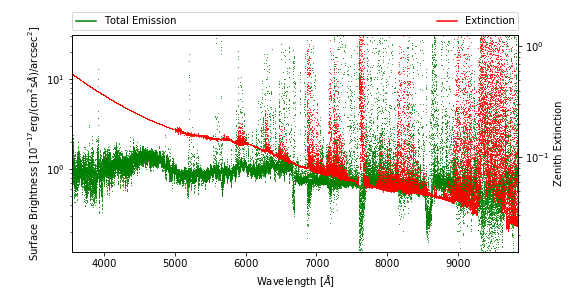 Total Emission
Extinction
Surface Brightness [10⁻¹⁷erg/(cm²sÅ)/arcsec²]
10¹
10⁰
10⁰
10⁻¹
Zenith Extinction
4000 5000 6000 7000 8000 9000
Wavelength [Å]